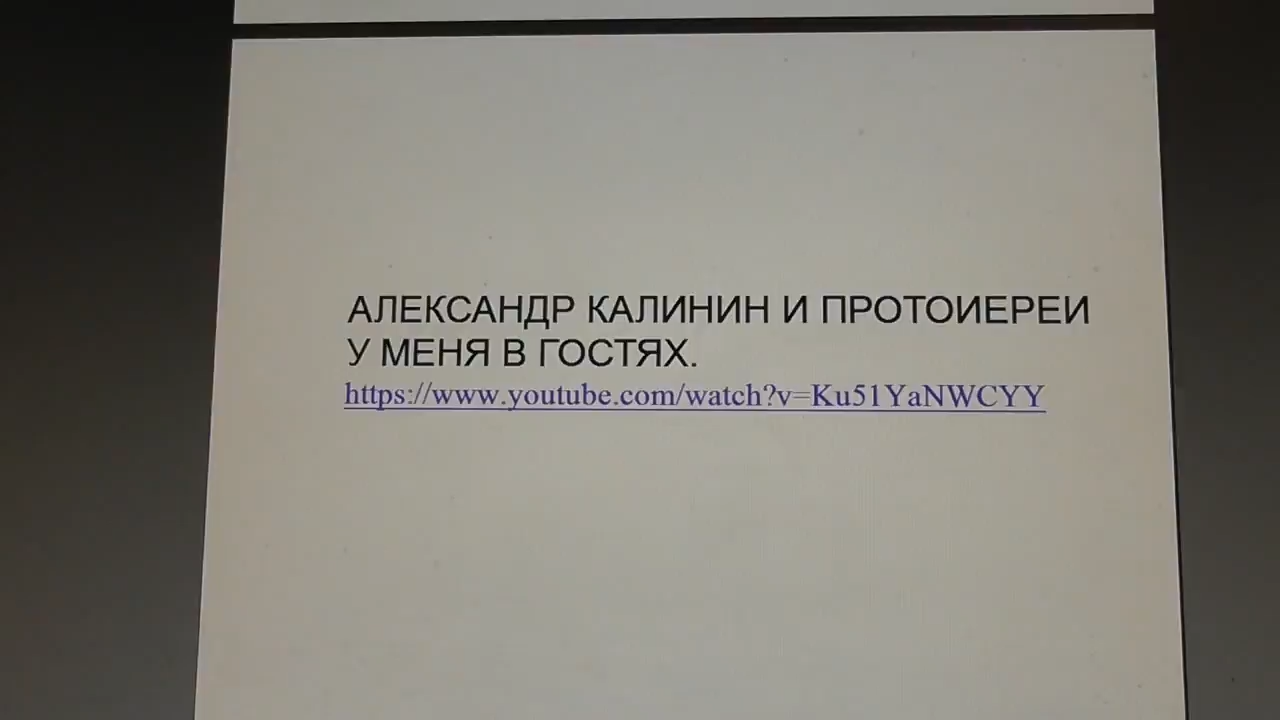 АЛЕКСАНДР КАЛИНИН И ПРОТОИЕРЕИ
У МЕНЯ В ГОСТЯХ.
https://www.youtube.com/watch?v=Ku51YaNWCYY